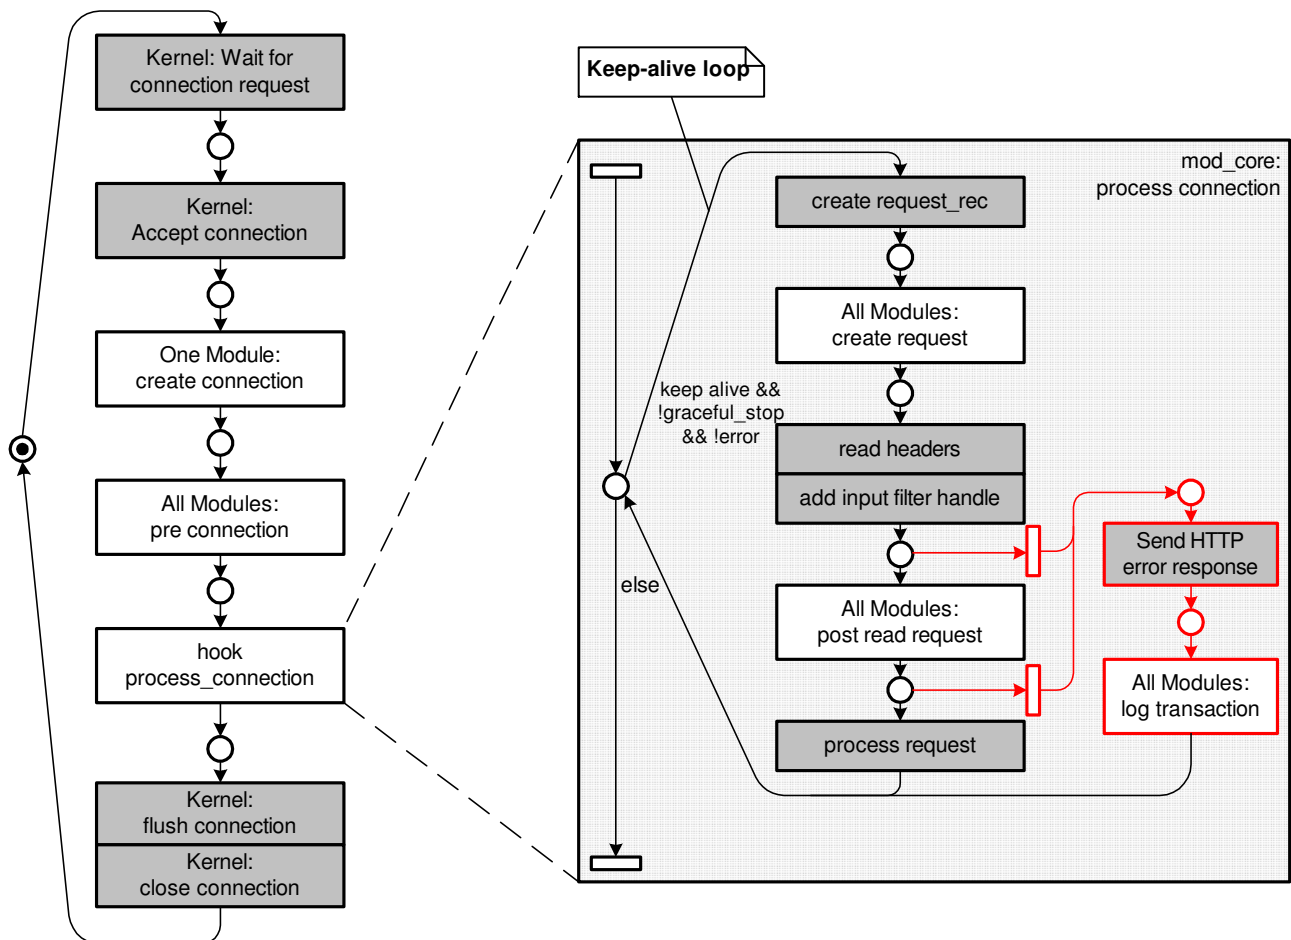 Kernel: Wait for
connection request
Kernel:
Accept connection
One Module:
create connection
All Modules:
pre connection
hook
process_connection
Kernel:
flush connection
Kernel:
close connection
Keep-alive loop
mod_core:
process connection
create request_rec
All Modules:
create request
keep alive &&
!graceful_stop
&& !error
read headers
add input filter handle
else
All Modules:
post read request
process request
Send HTTP
error response
All Modules:
log transaction